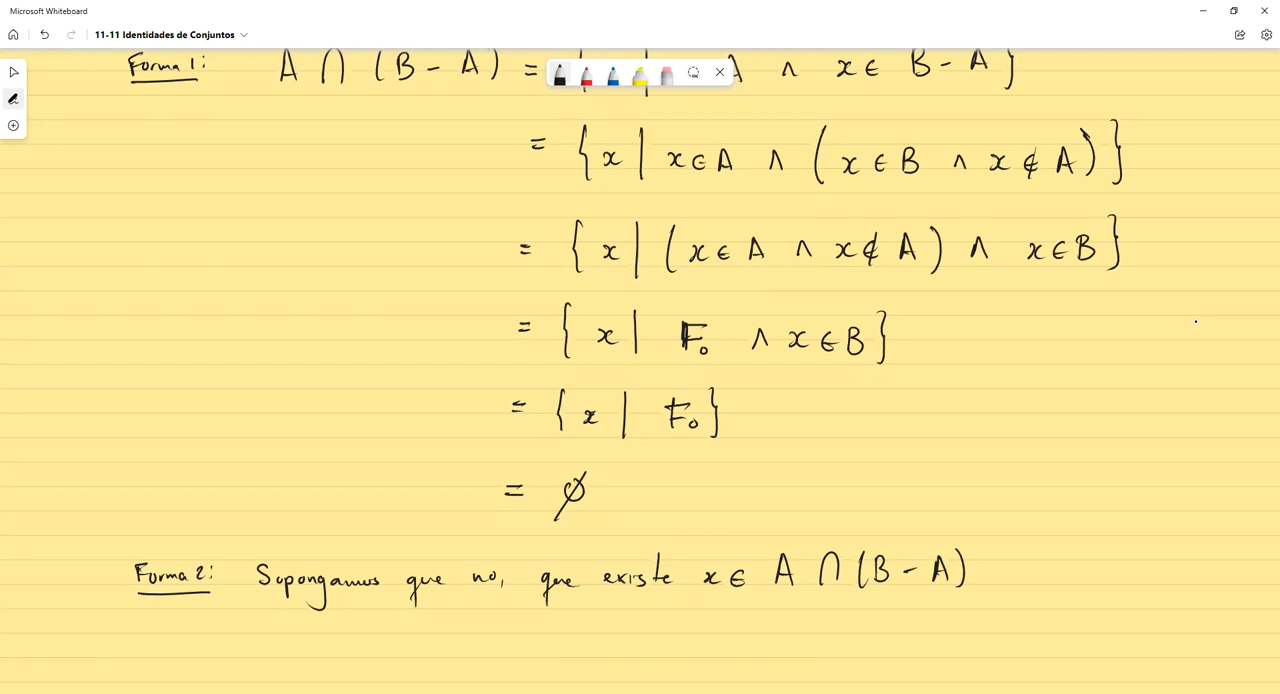 Microsoft Whiteboard
11-11 Identidades de Conjuntos
Forma 1: A ∩ (B - A) = A ∧ x ∈ B - A}
= {x | x ∈ A ∧ (x ∈ B ∧ x ∉ A)}
= {x | (x ∈ A ∧ x ∉ A) ∧ x ∈ B}
= {x | F₀ ∧ x ∈ B}
= {x | F₀}
= ∅
Forma 2: Supongamos que no, que existe x ∈ A ∩ (B - A)